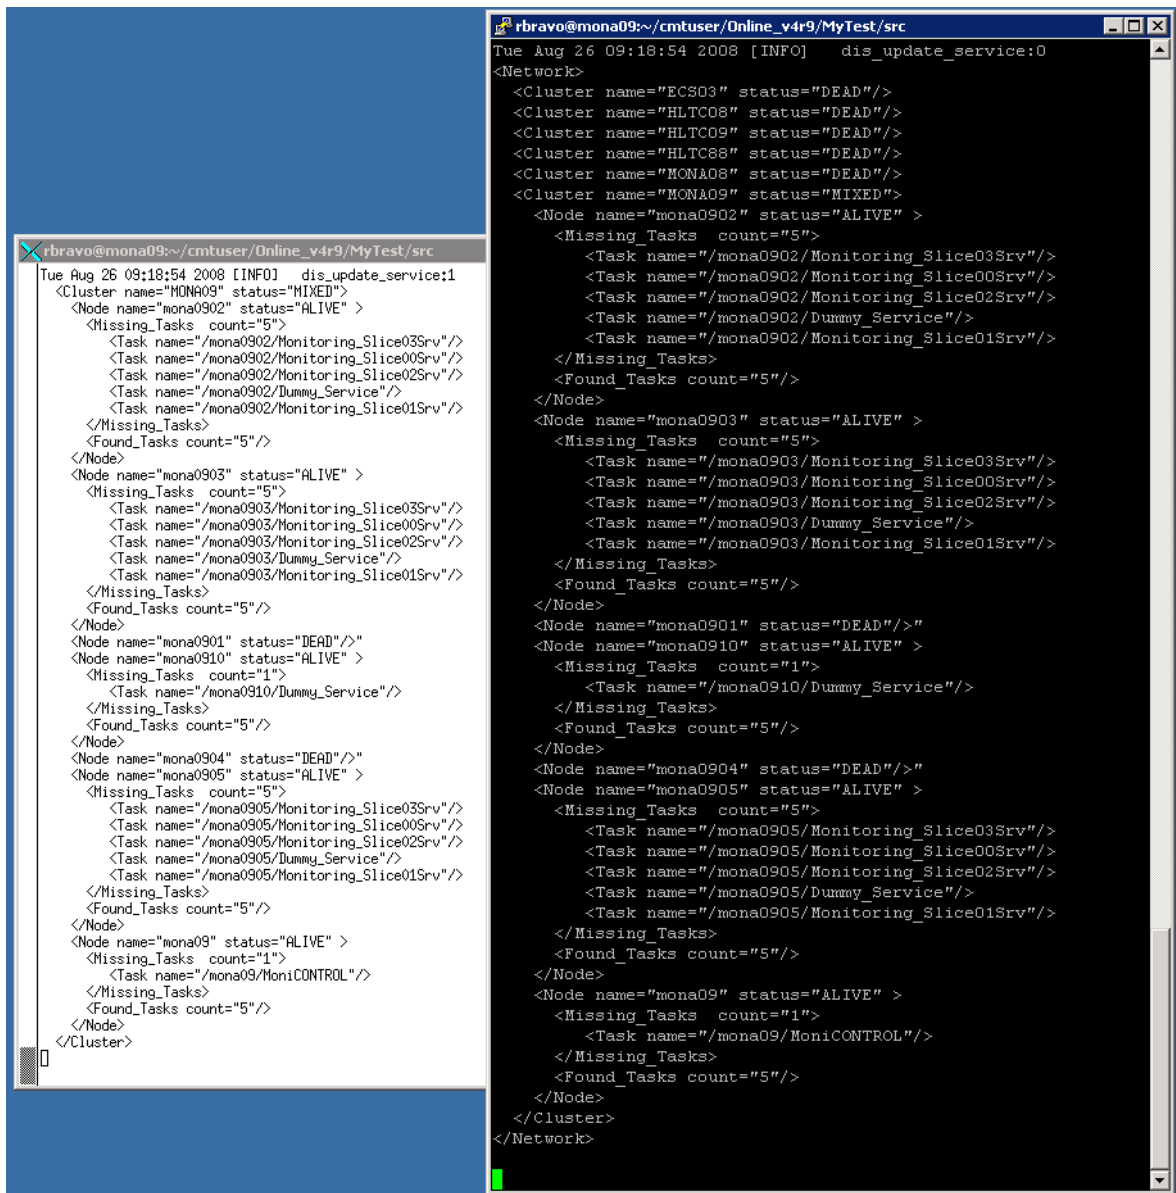 rbravo@mona09:~/cmtuser/Online_v4r9/MyTest/src
Tue Aug 26 09:18:54 2008 [INFO]   dis_update_service:1
<Cluster name="MONA09" status="MIXED">
<Node name="mona0902" status="ALIVE" >
<Missing_Tasks  count="5">
<Task name="/mona0902/Monitoring_Slice03Srv"/>
<Task name="/mona0902/Monitoring_Slice00Srv"/>
<Task name="/mona0902/Monitoring_Slice02Srv"/>
<Task name="/mona0902/Dummy_Service"/>
<Task name="/mona0902/Monitoring_Slice01Srv"/>
</Missing_Tasks>
<Found_Tasks count="5"/>
</Node>
<Node name="mona0903" status="ALIVE" >
<Missing_Tasks  count="5">
<Task name="/mona0903/Monitoring_Slice03Srv"/>
<Task name="/mona0903/Monitoring_Slice00Srv"/>
<Task name="/mona0903/Monitoring_Slice02Srv"/>
<Task name="/mona0903/Dummy_Service"/>
<Task name="/mona0903/Monitoring_Slice01Srv"/>
</Missing_Tasks>
<Found_Tasks count="5"/>
</Node>
<Node name="mona0901" status="DEAD"/>"
<Node name="mona0910" status="ALIVE" >
<Missing_Tasks  count="1">
<Task name="/mona0910/Dummy_Service"/>
</Missing_Tasks>
<Found_Tasks count="5"/>
</Node>
<Node name="mona0904" status="DEAD"/>"
<Node name="mona0905" status="ALIVE" >
<Missing_Tasks  count="5">
<Task name="/mona0905/Monitoring_Slice03Srv"/>
<Task name="/mona0905/Monitoring_Slice00Srv"/>
<Task name="/mona0905/Monitoring_Slice02Srv"/>
<Task name="/mona0905/Dummy_Service"/>
<Task name="/mona0905/Monitoring_Slice01Srv"/>
</Missing_Tasks>
<Found_Tasks count="5"/>
</Node>
<Node name="mona09" status="ALIVE" >
<Missing_Tasks  count="1">
<Task name="/mona09/MoniCONTROL"/>
</Missing_Tasks>
<Found_Tasks count="5"/>
</Node>
</Cluster>
rbravo@mona09:~/cmtuser/Online_v4r9/MyTest/src
Tue Aug 26 09:18:54 2008 [INFO]   dis_update_service:0
<Network>
<Cluster name="ECS03" status="DEAD"/>
<Cluster name="HLTC08" status="DEAD"/>
<Cluster name="HLTC09" status="DEAD"/>
<Cluster name="HLTC88" status="DEAD"/>
<Cluster name="MONA08" status="DEAD"/>
<Cluster name="MONA09" status="MIXED">
<Node name="mona0902" status="ALIVE" >
<Missing_Tasks  count="5">
<Task name="/mona0902/Monitoring_Slice03Srv"/>
<Task name="/mona0902/Monitoring_Slice00Srv"/>
<Task name="/mona0902/Monitoring_Slice02Srv"/>
<Task name="/mona0902/Dummy_Service"/>
<Task name="/mona0902/Monitoring_Slice01Srv"/>
</Missing_Tasks>
<Found_Tasks count="5"/>
</Node>
<Node name="mona0903" status="ALIVE" >
<Missing_Tasks  count="5">
<Task name="/mona0903/Monitoring_Slice03Srv"/>
<Task name="/mona0903/Monitoring_Slice00Srv"/>
<Task name="/mona0903/Monitoring_Slice02Srv"/>
<Task name="/mona0903/Dummy_Service"/>
<Task name="/mona0903/Monitoring_Slice01Srv"/>
</Missing_Tasks>
<Found_Tasks count="5"/>
</Node>
<Node name="mona0901" status="DEAD"/>"
<Node name="mona0910" status="ALIVE" >
<Missing_Tasks  count="1">
<Task name="/mona0910/Dummy_Service"/>
</Missing_Tasks>
<Found_Tasks count="5"/>
</Node>
<Node name="mona0904" status="DEAD"/>"
<Node name="mona0905" status="ALIVE" >
<Missing_Tasks  count="5">
<Task name="/mona0905/Monitoring_Slice03Srv"/>
<Task name="/mona0905/Monitoring_Slice00Srv"/>
<Task name="/mona0905/Monitoring_Slice02Srv"/>
<Task name="/mona0905/Dummy_Service"/>
<Task name="/mona0905/Monitoring_Slice01Srv"/>
</Missing_Tasks>
<Found_Tasks count="5"/>
</Node>
<Node name="mona09" status="ALIVE" >
<Missing_Tasks  count="1">
<Task name="/mona09/MoniCONTROL"/>
</Missing_Tasks>
<Found_Tasks count="5"/>
</Node>
</Cluster>
</Network>